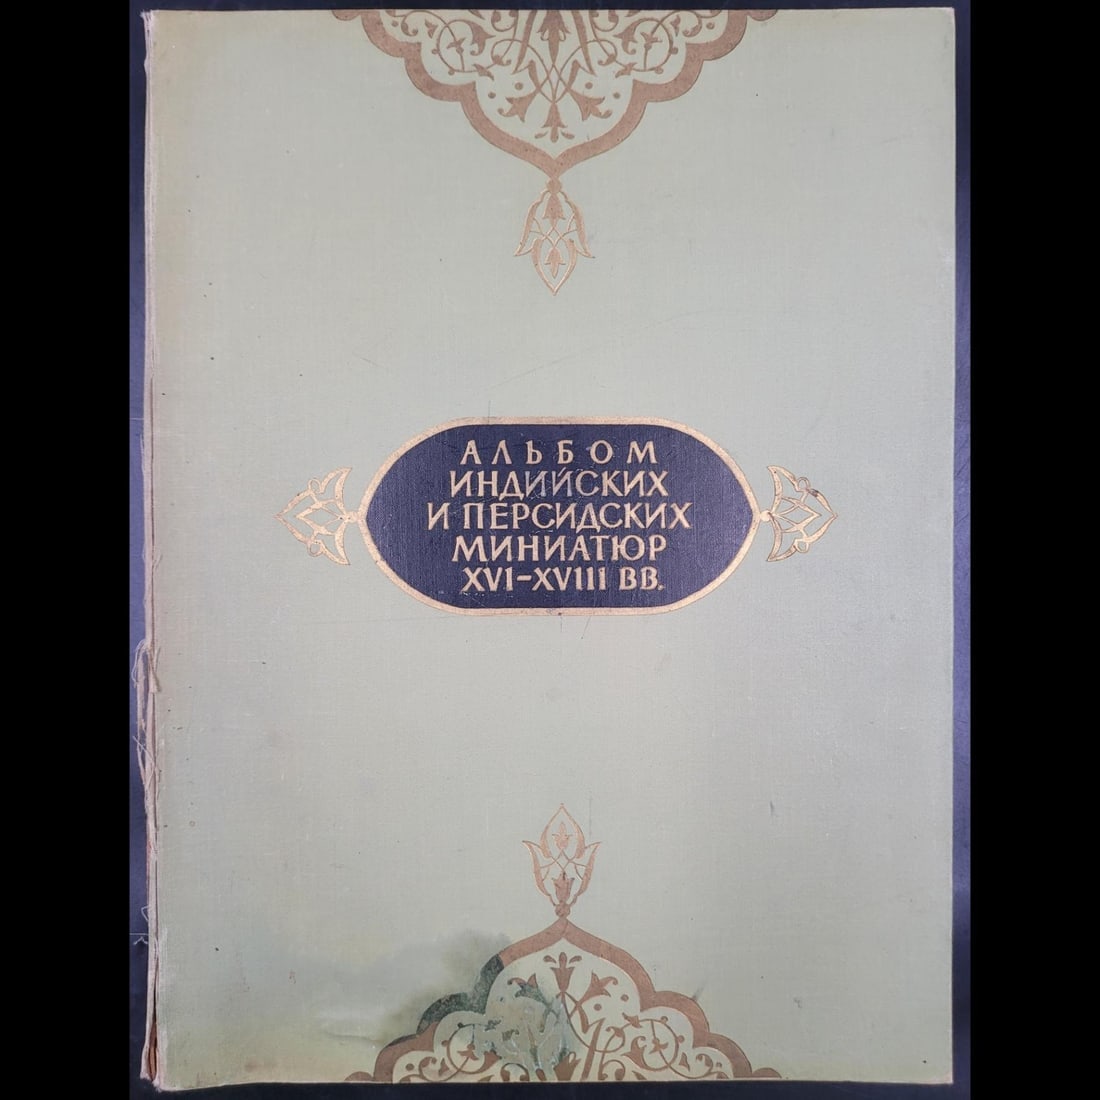 АЛЬБОМ
ИНДИЙСКИХ
И ПЕРСИДСКИХ
МИНИАТЮР
XVI–XVIII ВВ.